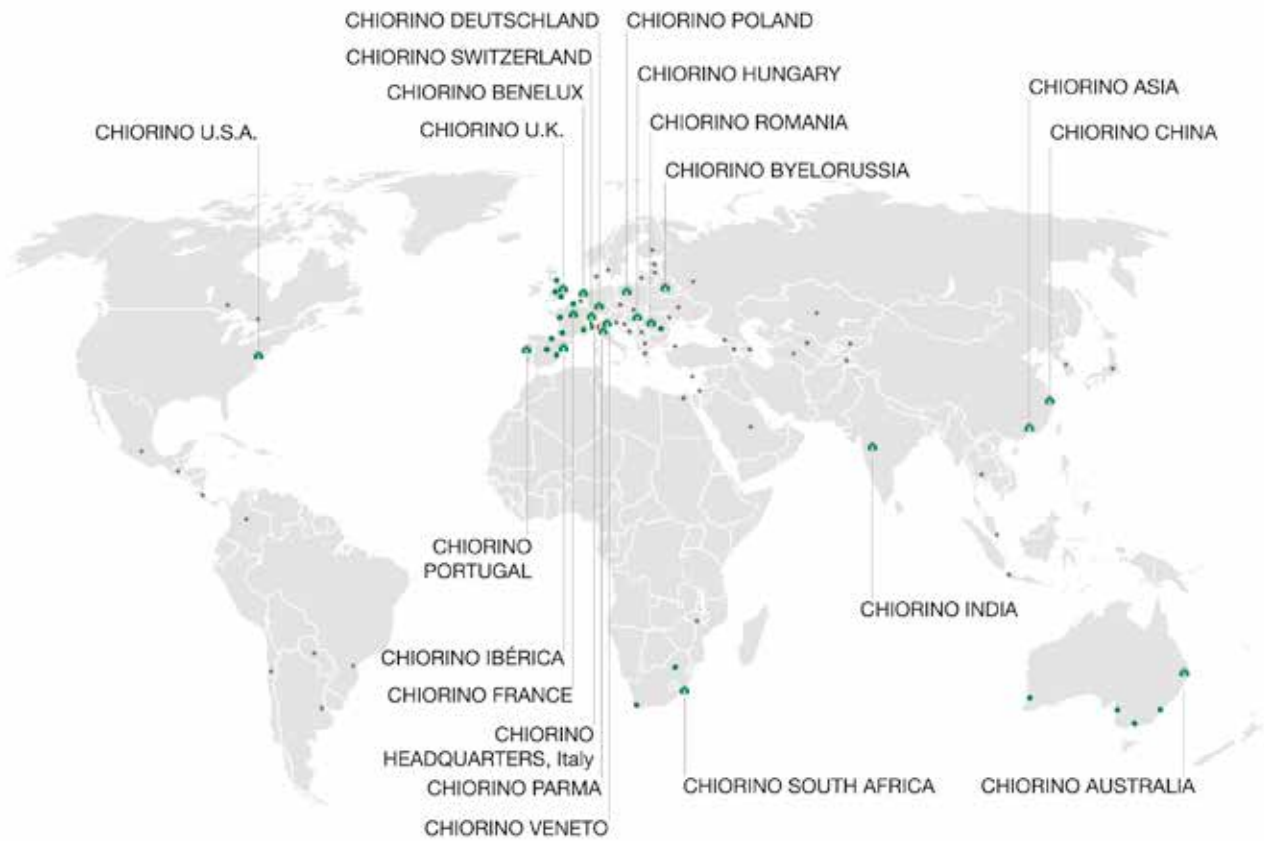 CHIORINO DEUTSCHLAND
CHIORINO POLAND
CHIORINO SWITZERLAND
CHIORINO HUNGARY
CHIORINO BENELUX
CHIORINO ASIA
CHIORINO U.S.A.
CHIORINO U.K.
CHIORINO ROMANIA
CHIORINO CHINA
CHIORINO BYELORUSSIA
CHIORINO
PORTUGAL
CHIORINO INDIA
CHIORINO IBÉRICA
CHIORINO FRANCE
CHIORINO
HEADQUARTERS, Italy
CHIORINO PARMA
CHIORINO SOUTH AFRICA
CHIORINO AUSTRALIA
CHIORINO VENETO